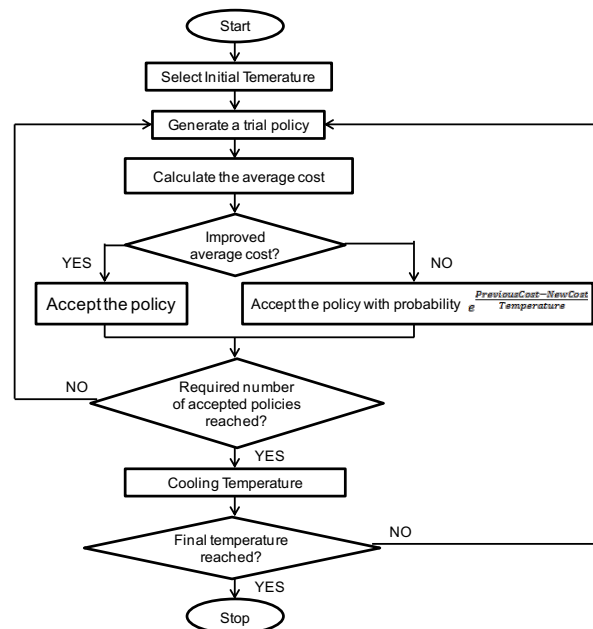 Start
Select Initial Temerature
Generate a trial policy
Calculate the average cost
Improved
average cost?
YES
NO
Accept the policy
Accept the policy with probability e^(PreviousCost−NewCost / Temperature)
NO
Required number
of accepted policies
reached?
YES
Cooling Temperature
Final temperature
reached?
NO
YES
Stop